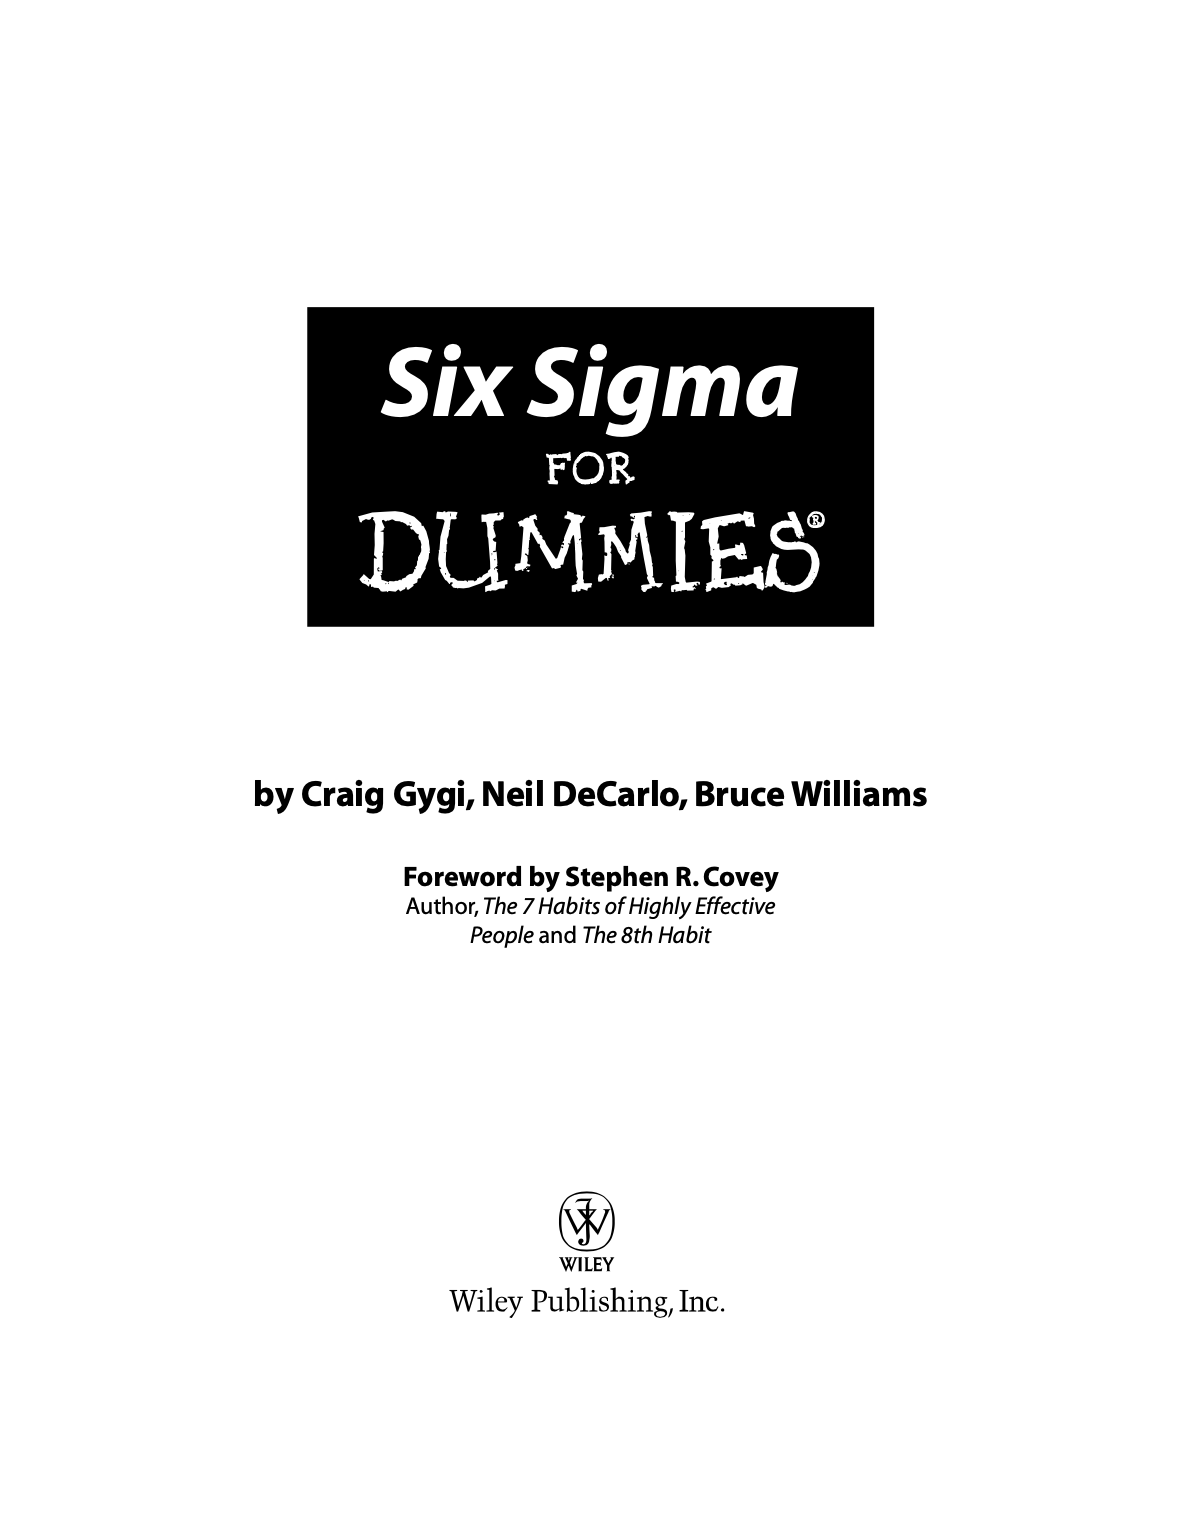 Six Sigma
FOR
DUMMIES®
by Craig Gygi, Neil DeCarlo, Bruce Williams
Foreword by Stephen R. Covey
Author, The 7 Habits of Highly Effective
People and The 8th Habit
WILEY
Wiley Publishing, Inc.